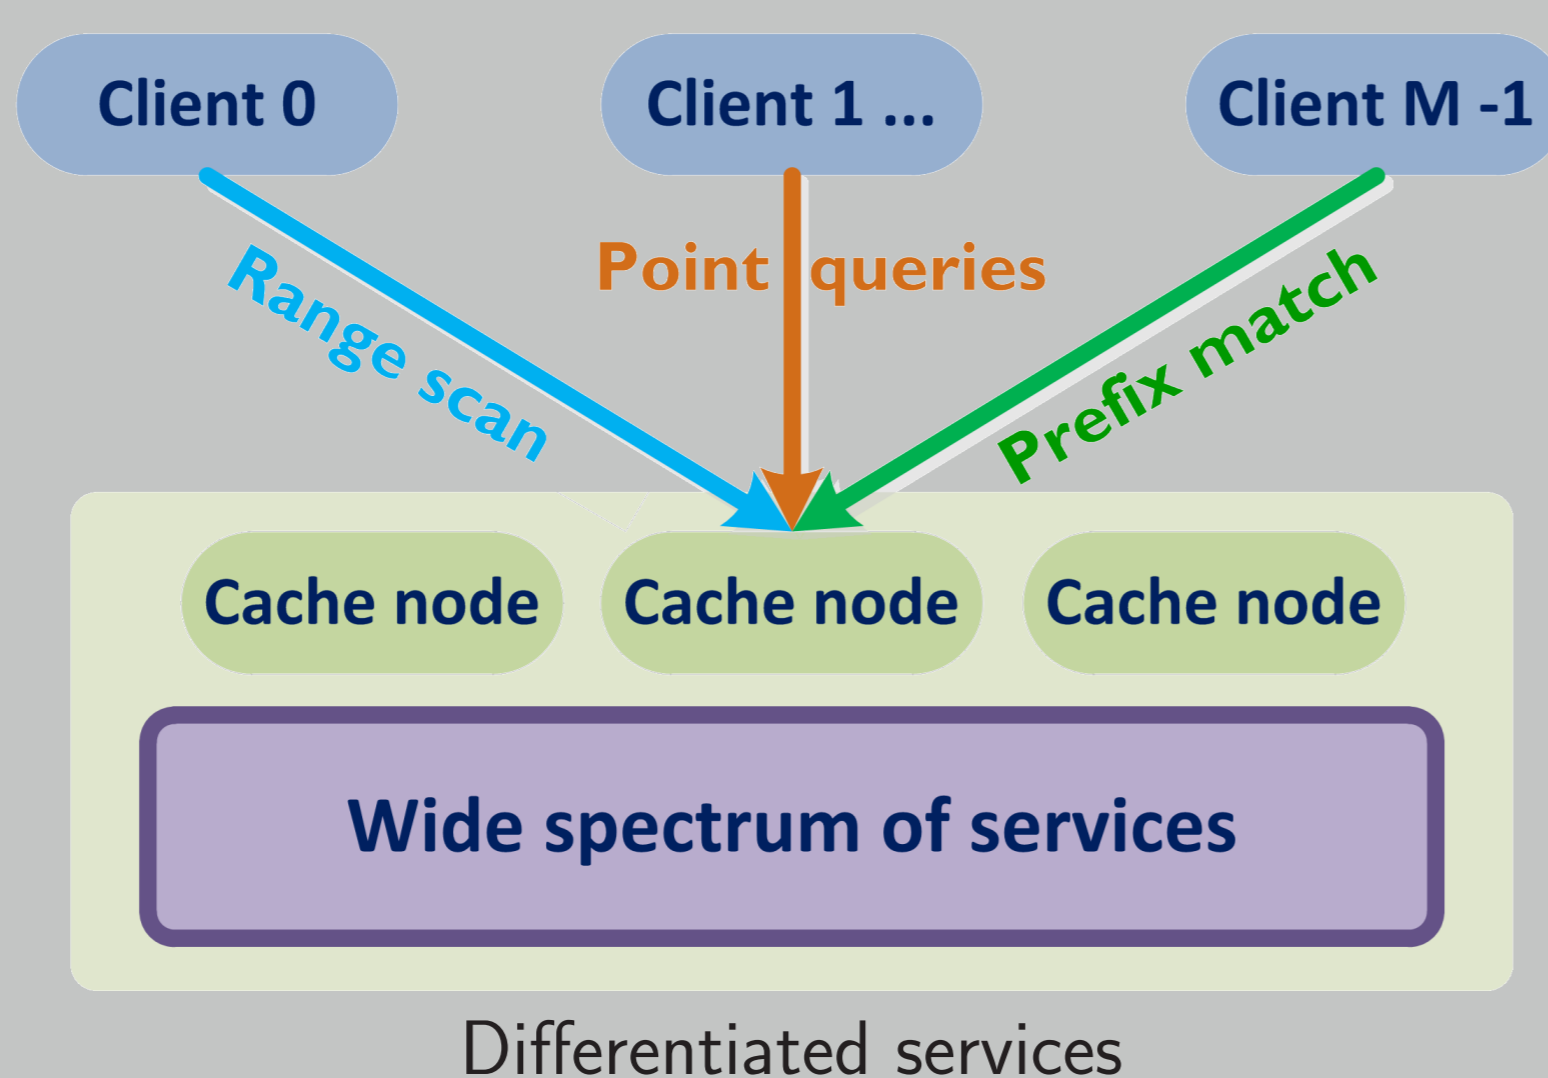 Client 0
Client 1 ...
Client M -1
Range scan
Point queries
Prefix match
Cache node
Cache node
Cache node
Wide spectrum of services
Differentiated services